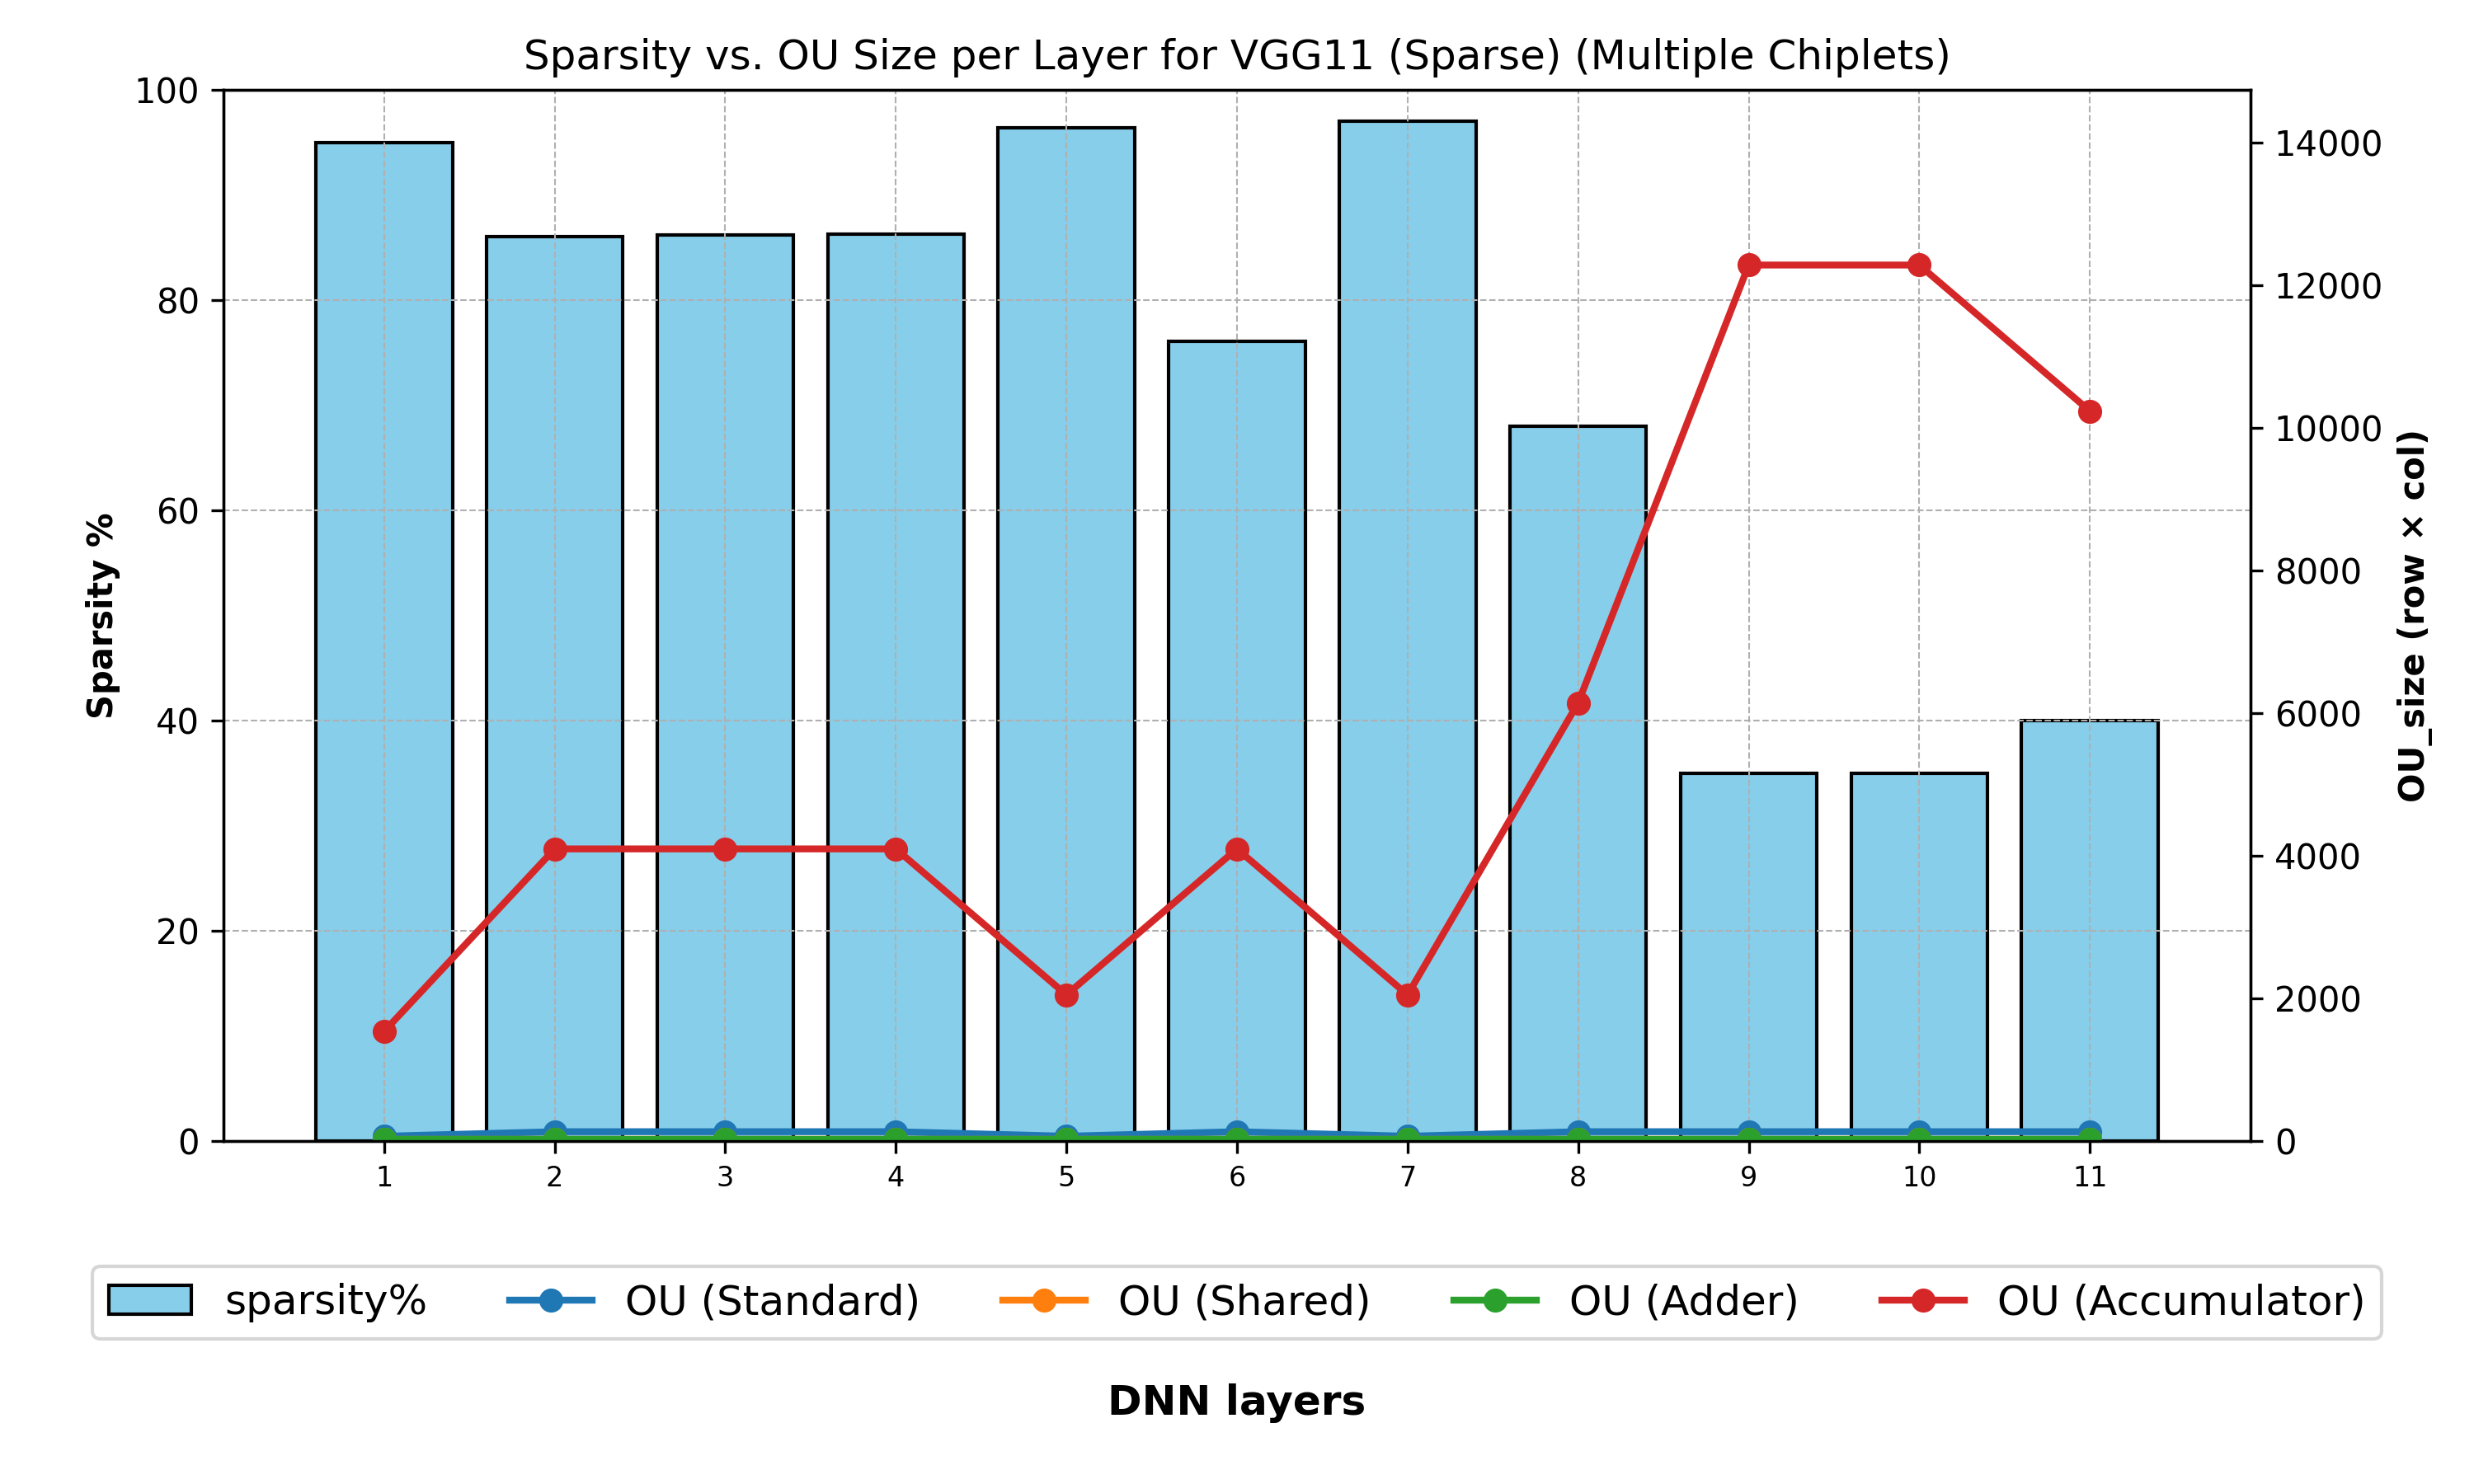 Sparsity vs. OU Size per Layer for VGG11 (Sparse) (Multiple Chiplets)
Sparsity %
100
80
60
40
20
0
14000
12000
10000
8000
6000
4000
2000
0
OU_size (row × col)
1 2 3 4 5 6 7 8 9 10 11
sparsity% OU (Standard) OU (Shared) OU (Adder) OU (Accumulator)
DNN layers